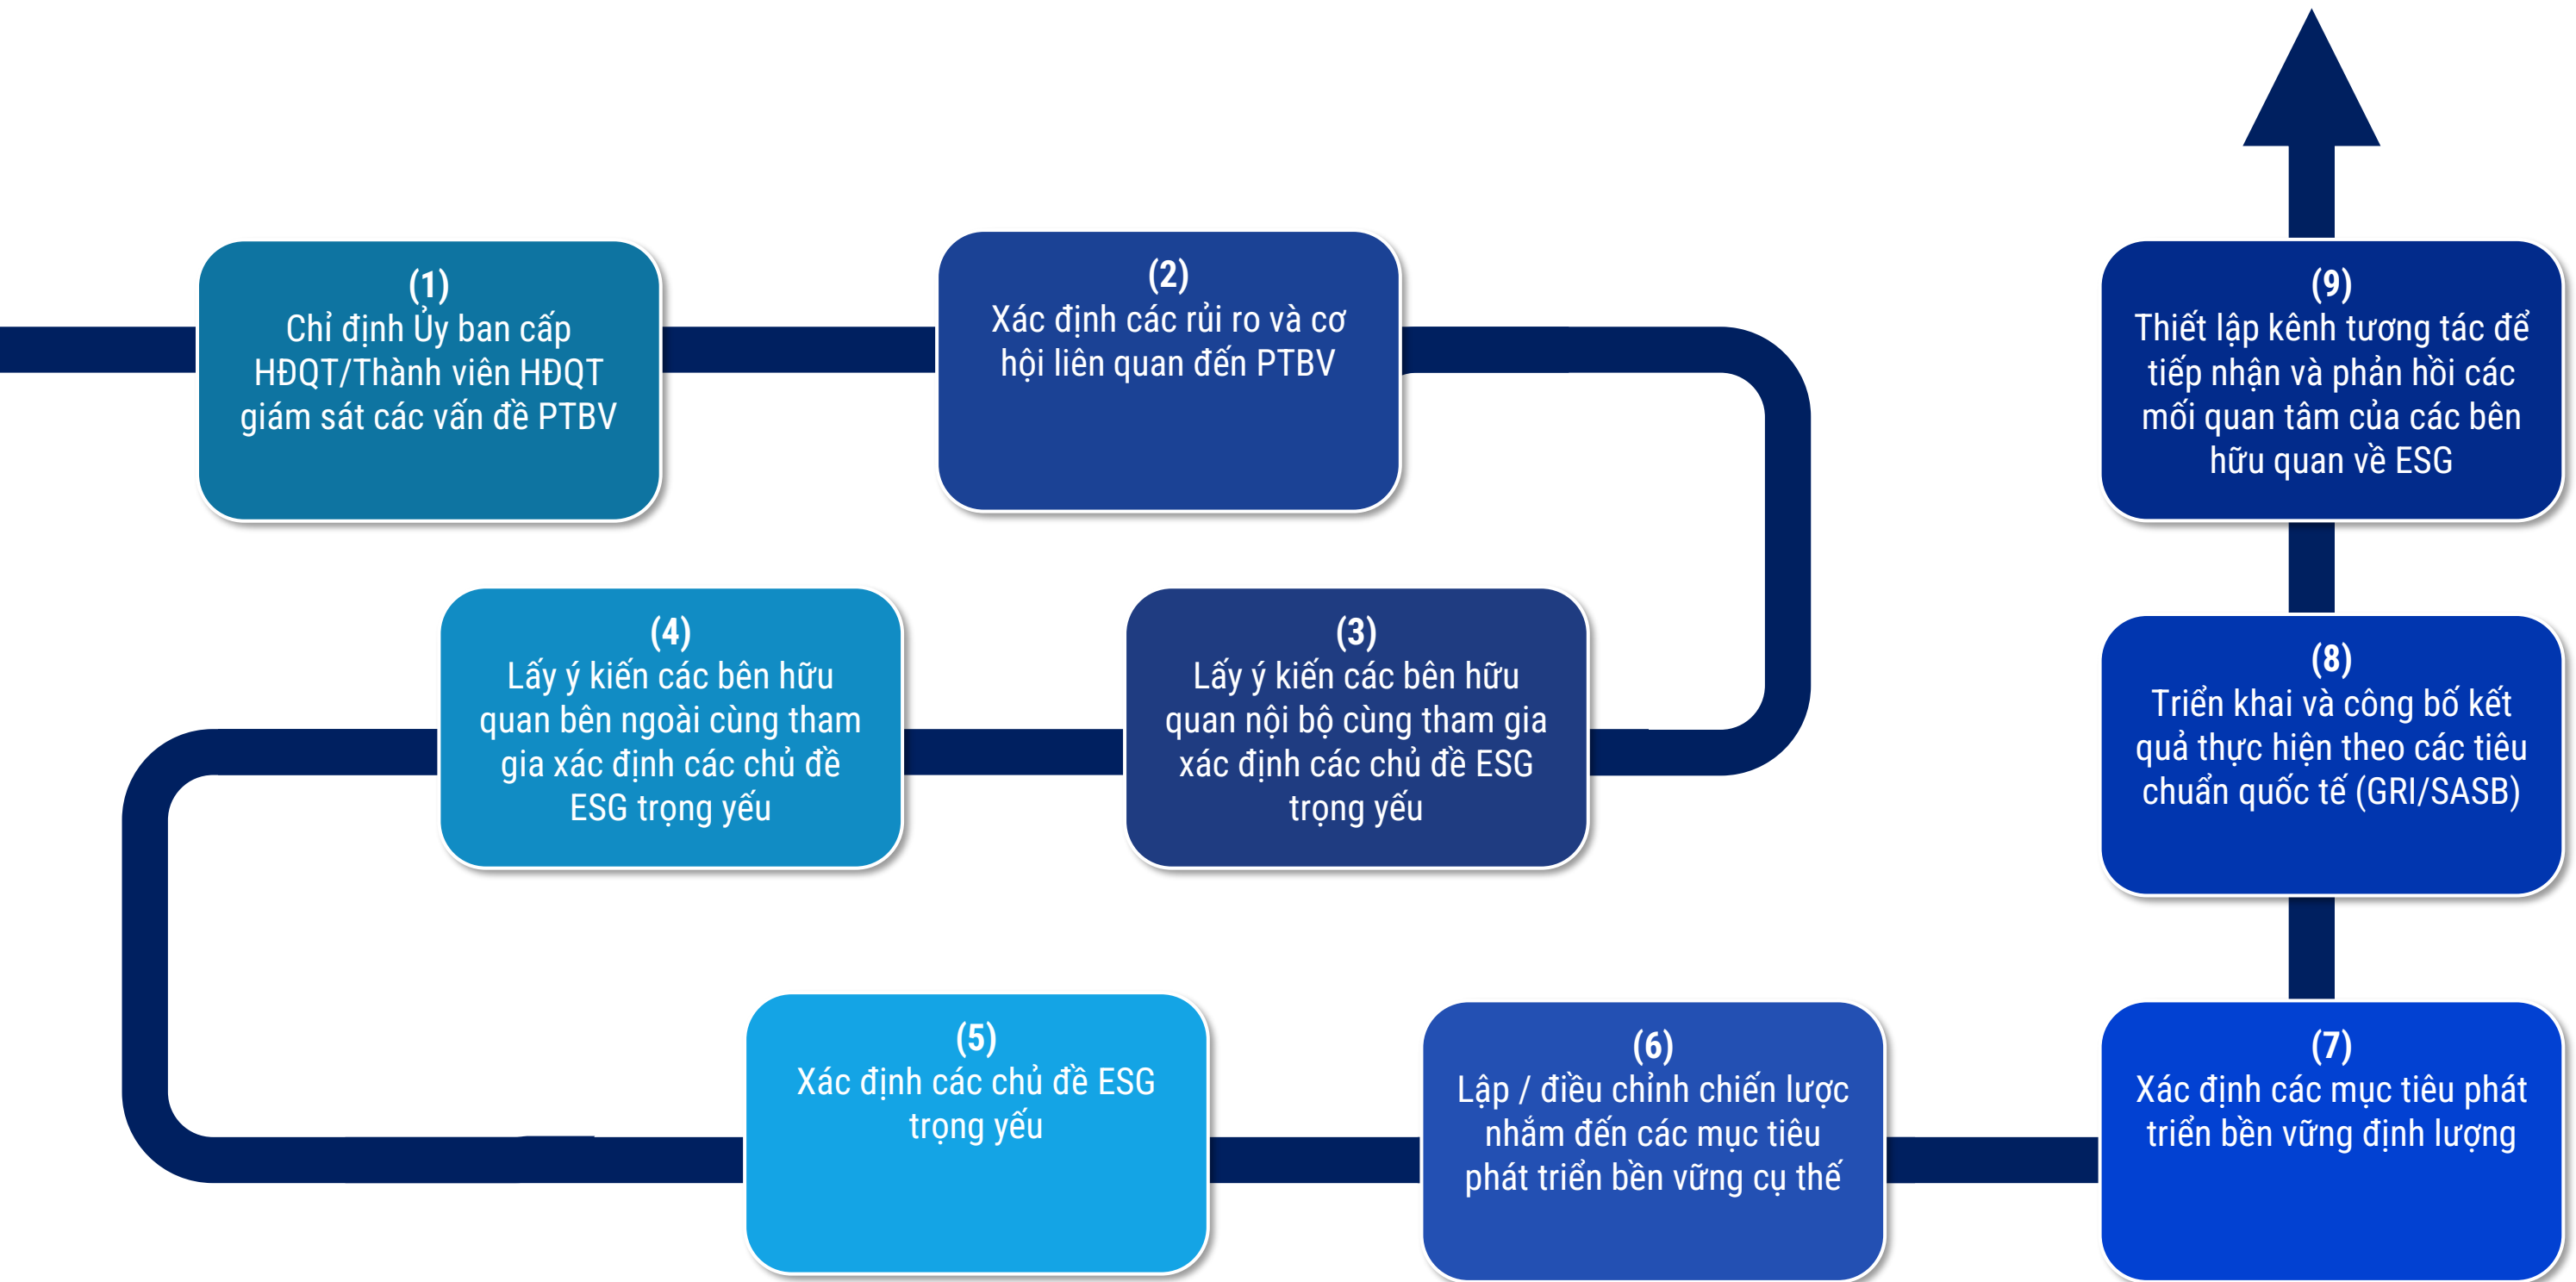 (1)
Chỉ định Ủy ban cấp
HĐQT/Thành viên HĐQT
giám sát các vấn đề PTBV
(2)
Xác định các rủi ro và cơ
hội liên quan đến PTBV
(3)
Lấy ý kiến các bên hữu
quan nội bộ cùng tham gia
xác định các chủ đề ESG
trọng yếu
(4)
Lấy ý kiến các bên hữu
quan bên ngoài cùng tham
gia xác định các chủ đề
ESG trọng yếu
(5)
Xác định các chủ đề ESG
trọng yếu
(6)
Lập / điều chỉnh chiến lược
nhắm đến các mục tiêu
phát triển bền vững cụ thế
(7)
Xác định các mục tiêu phát
triển bền vững định lượng
(8)
Triển khai và công bố kết
quả thực hiện theo các tiêu
chuẩn quốc tế (GRI/SASB)
(9)
Thiết lập kênh tương tác để
tiếp nhận và phản hồi các
mối quan tâm của các bên
hữu quan về ESG